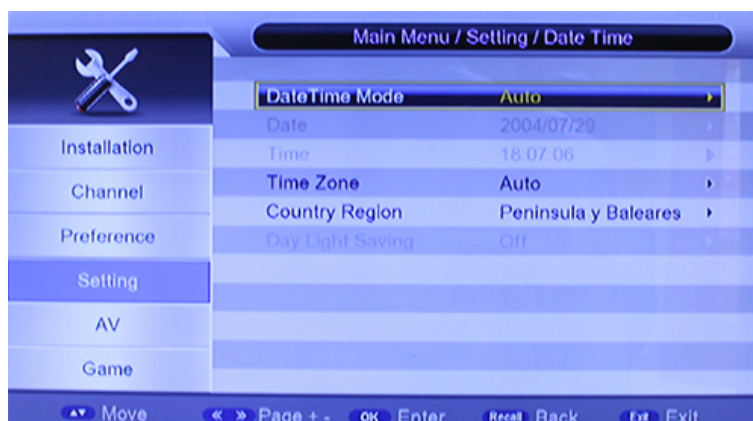 Main Menu / Setting / Date Time
DateTime Mode Auto
Date 2004/07/29
Time 18:07:06
Time Zone Auto
Country Region Peninsula y Baleares
Day Light Saving Off
Installation
Channel
Preference
Setting
AV
Game
Move Page + - OK Enter Recall Back Exit Exit